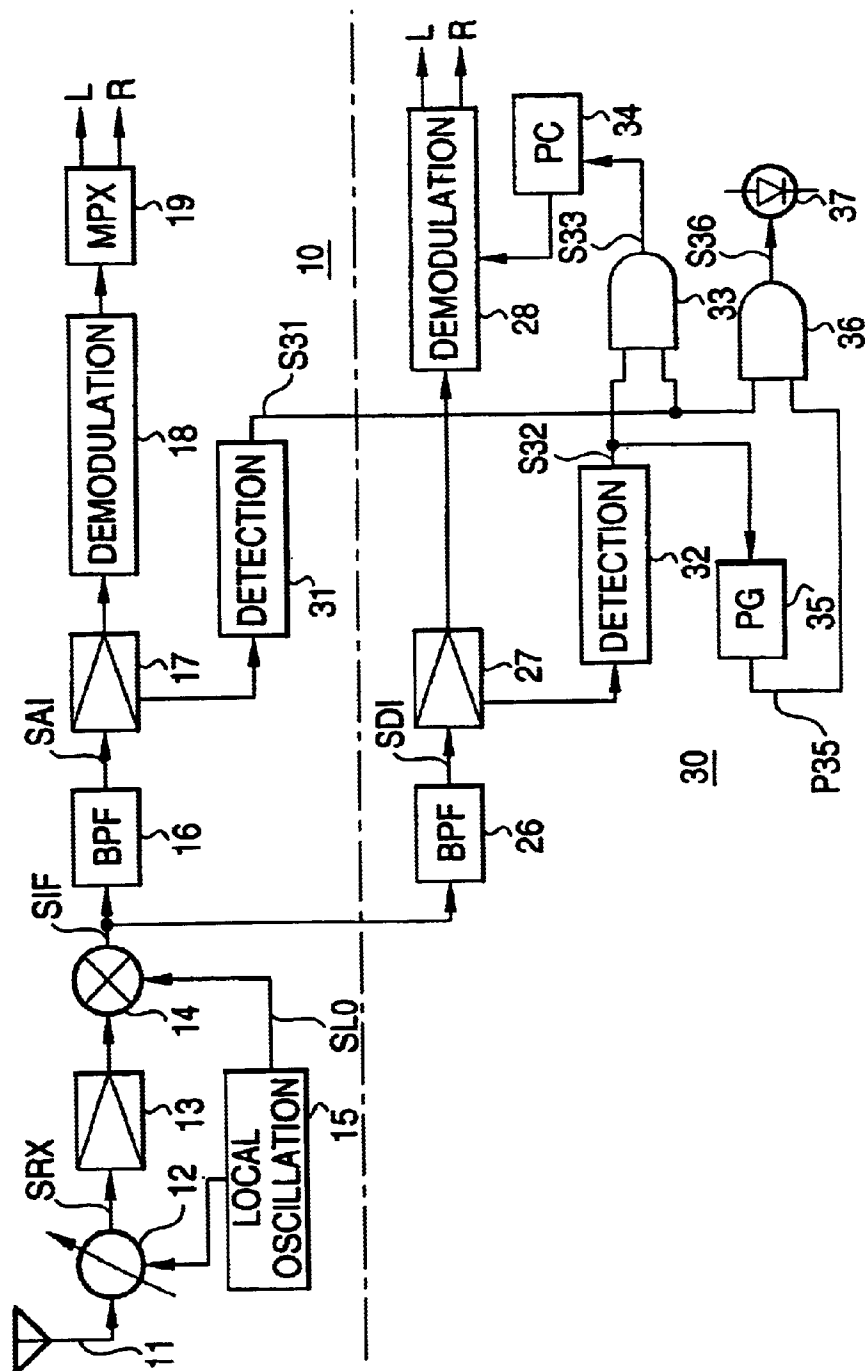 11
SRX
12
13
14
SIF
LOCAL
OSCILLATION
15
SLO
BPF
16
SAI
17
DEMODULATION
18
MPX
19
L
R
DETECTION
31
S31
10
BPF
26
SDI
27
DEMODULATION
28
L
R
PC
34
DETECTION
32
S32
33
S33
PG
35
P35
36
S36
37
30